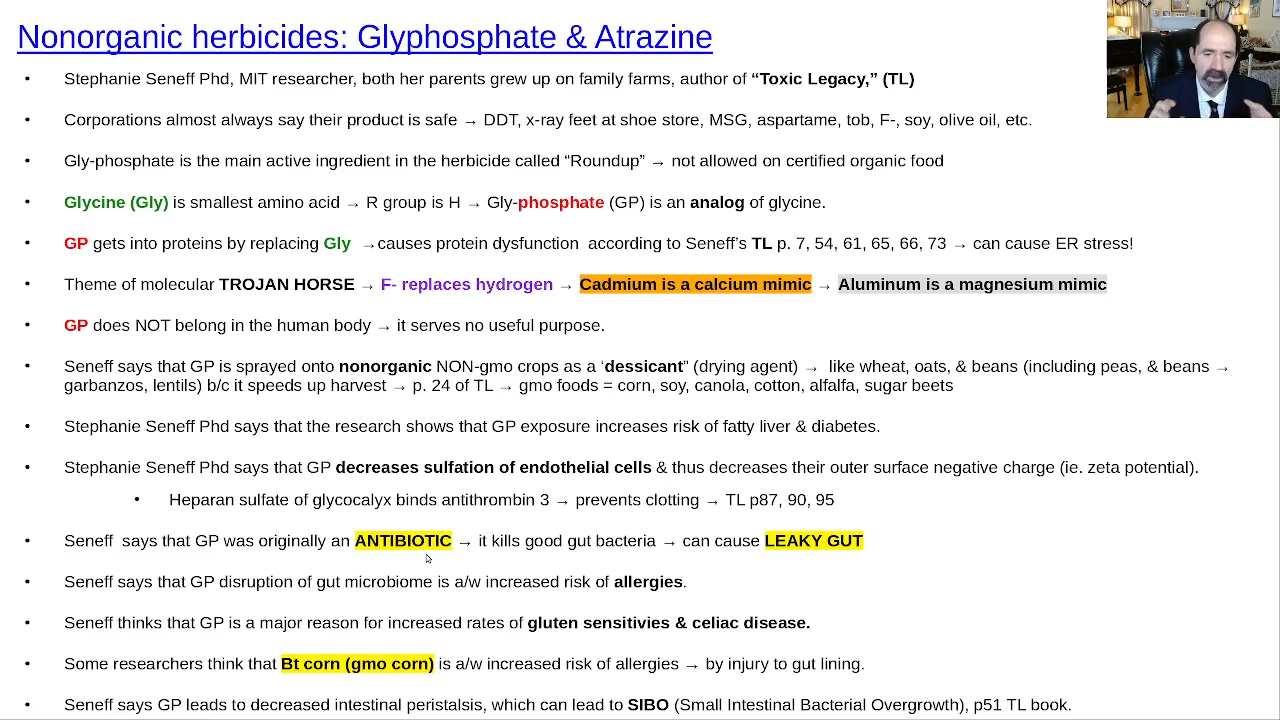 Nonorganic herbicides: Glyphosphate & Atrazine
• Stephanie Seneff Phd, MIT researcher, both her parents grew up on family farms, author of “Toxic Legacy,” (TL)
• Corporations almost always say their product is safe → DDT, x-ray feet at shoe store, MSG, aspartame, tob, F-, soy, olive oil, etc.
• Gly-phosphate is the main active ingredient in the herbicide called “Roundup” → not allowed on certified organic food
• Glycine (Gly) is smallest amino acid → R group is H → Gly-phosphate (GP) is an analog of glycine.
• GP gets into proteins by replacing Gly →causes protein dysfunction according to Seneff’s TL p. 7, 54, 61, 65, 66, 73 → can cause ER stress!
• Theme of molecular TROJAN HORSE → F- replaces hydrogen → Cadmium is a calcium mimic → Aluminum is a magnesium mimic
• GP does NOT belong in the human body → it serves no useful purpose.
• Seneff says that GP is sprayed onto nonorganic NON-gmo crops as a ‘dessicant” (drying agent) → like wheat, oats, & beans (including peas, & beans →
garbanzos, lentils) b/c it speeds up harvest → p. 24 of TL → gmo foods = corn, soy, canola, cotton, alfalfa, sugar beets
• Stephanie Seneff Phd says that the research shows that GP exposure increases risk of fatty liver & diabetes.
• Stephanie Seneff Phd says that GP decreases sulfation of endothelial cells & thus decreases their outer surface negative charge (ie. zeta potential).
• Heparan sulfate of glycocalyx binds antithrombin 3 → prevents clotting → TL p87, 90, 95
• Seneff says that GP was originally an ANTIBIOTIC → it kills good gut bacteria → can cause LEAKY GUT
• Seneff says that GP disruption of gut microbiome is a/w increased risk of allergies.
• Seneff thinks that GP is a major reason for increased rates of gluten sensitivies & celiac disease.
• Some researchers think that Bt corn (gmo corn) is a/w increased risk of allergies → by injury to gut lining.
• Seneff says GP leads to decreased intestinal peristalsis, which can lead to SIBO (Small Intestinal Bacterial Overgrowth), p51 TL book.